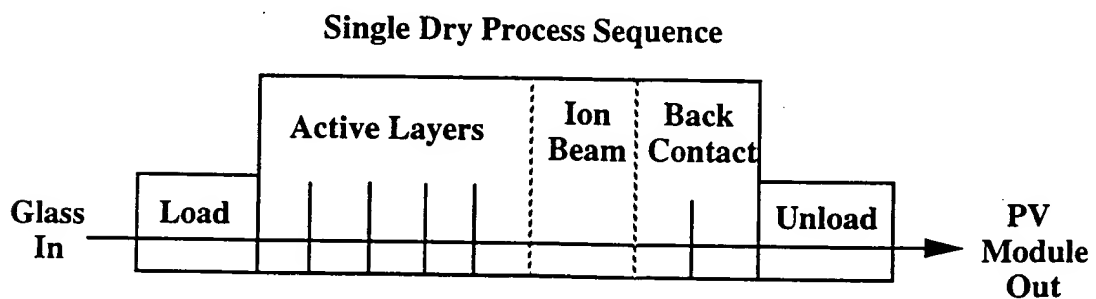 Single Dry Process Sequence
Active Layers
Ion
Beam
Back
Contact
Glass
In
Load
Unload
PV
Module
Out